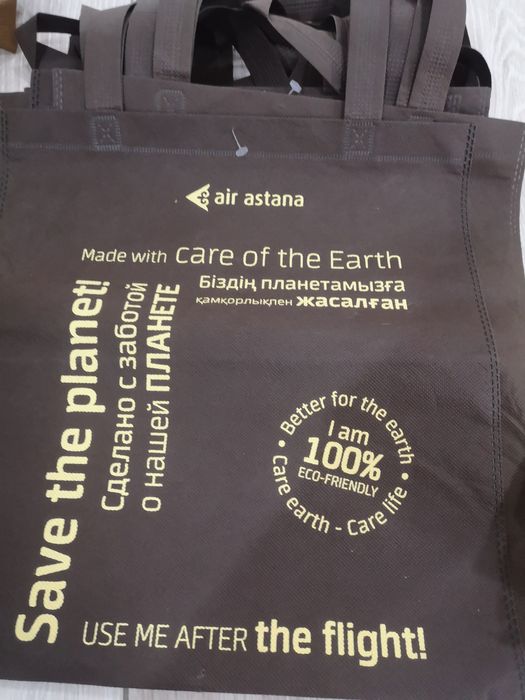 air astana
Made with care of the Earth
Біздің планетамызға
қамқорлықпен жасалған
Save the planet!
Сделано с заботой
о нашей ПЛАНЕТЕ
Better for the earth
I am
100%
ECO-FRIENDLY
Care earth - Care life
USE ME AFTER the flight!